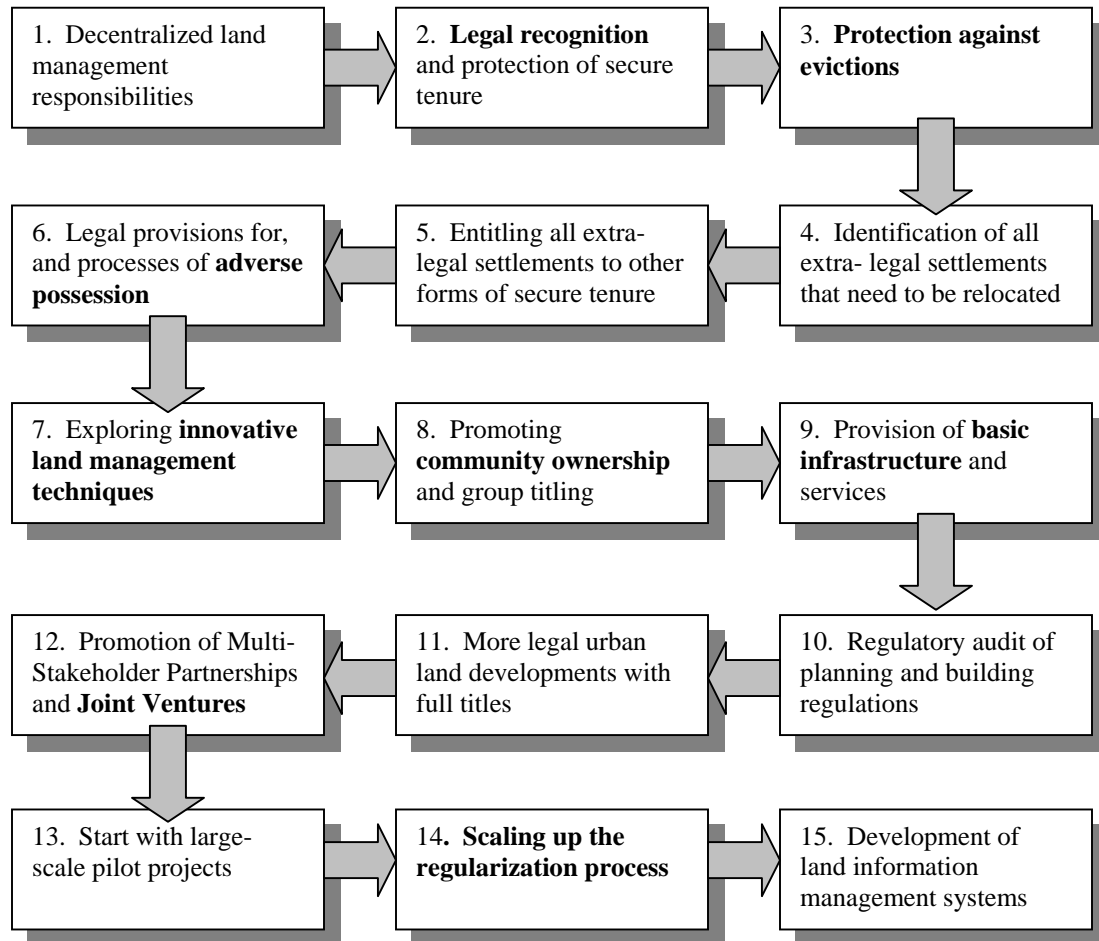 1. Decentralized land
management
responsibilities
2. Legal recognition
and protection of secure
tenure
3. Protection against
evictions
4. Identification of all
extra- legal settlements
that need to be relocated
5. Entitling all extra-
legal settlements to other
forms of secure tenure
6. Legal provisions for,
and processes of adverse
possession
7. Exploring innovative
land management
techniques
8. Promoting
community ownership
and group titling
9. Provision of basic
infrastructure and
services
10. Regulatory audit of
planning and building
regulations
11. More legal urban
land developments with
full titles
12. Promotion of Multi-
Stakeholder Partnerships
and Joint Ventures
13. Start with large-
scale pilot projects
14. Scaling up the
regularization process
15. Development of
land information
management systems